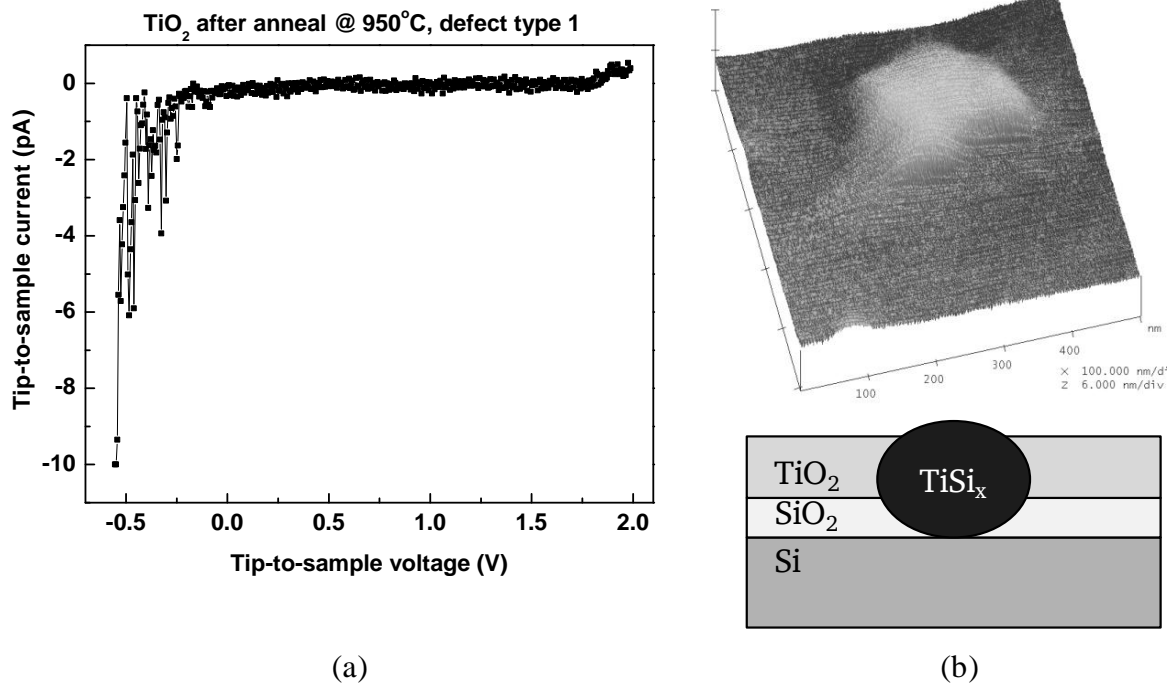 TiO₂ after anneal @ 950°C, defect type 1
Tip-to-sample current (pA)
0
-2
-4
-6
-8
-10
-0.5 0.0 0.5 1.0 1.5 2.0
Tip-to-sample voltage (V)
(a)
100 200 300 400 nm
X 100.000 nm/di
Z 6.000 nm/div
TiO₂
TiSiₓ
SiO₂
Si
(b)